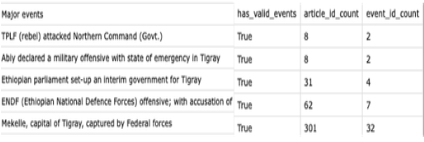 Major events has_valid_events article_id_count event_id_count
TPLF (rebel) attacked Northern Command (Govt.) True 8 2
Abiy declared a military offensive with state of emergency in Tigray True 8 2
Ethiopian parliament set-up an interim government for Tigray True 31 4
ENDF (Ethiopian National Defence Forces) offensive; with accusation of True 62 7
Mekelle, capital of Tigray, captured by Federal forces True 301 32